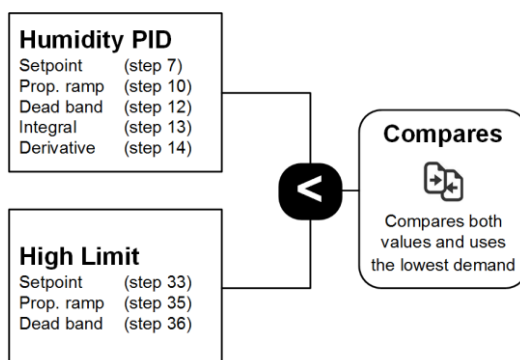 Humidity PID
Setpoint (step 7)
Prop. ramp (step 10)
Dead band (step 12)
Integral (step 13)
Derivative (step 14)
<
Compares
Compares both
values and uses
the lowest demand
High Limit
Setpoint (step 33)
Prop. ramp (step 35)
Dead band (step 36)